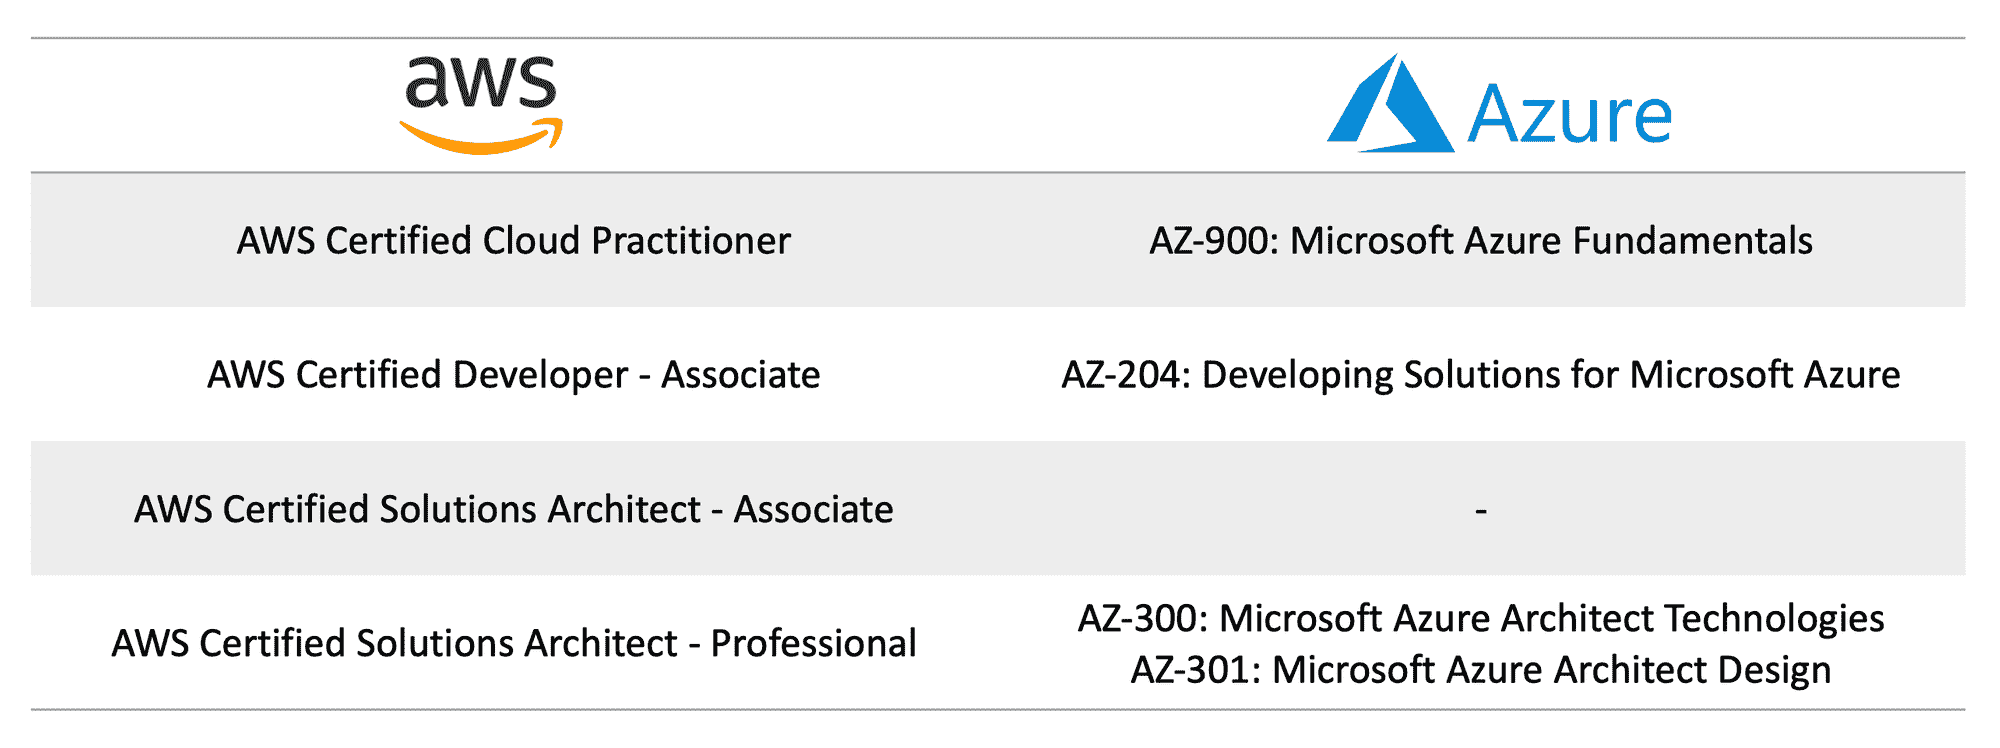 aws Azure
AWS Certified Cloud Practitioner AZ-900: Microsoft Azure Fundamentals
AWS Certified Developer - Associate AZ-204: Developing Solutions for Microsoft Azure
AWS Certified Solutions Architect - Associate -
AWS Certified Solutions Architect - Professional AZ-300: Microsoft Azure Architect Technologies
AZ-301: Microsoft Azure Architect Design